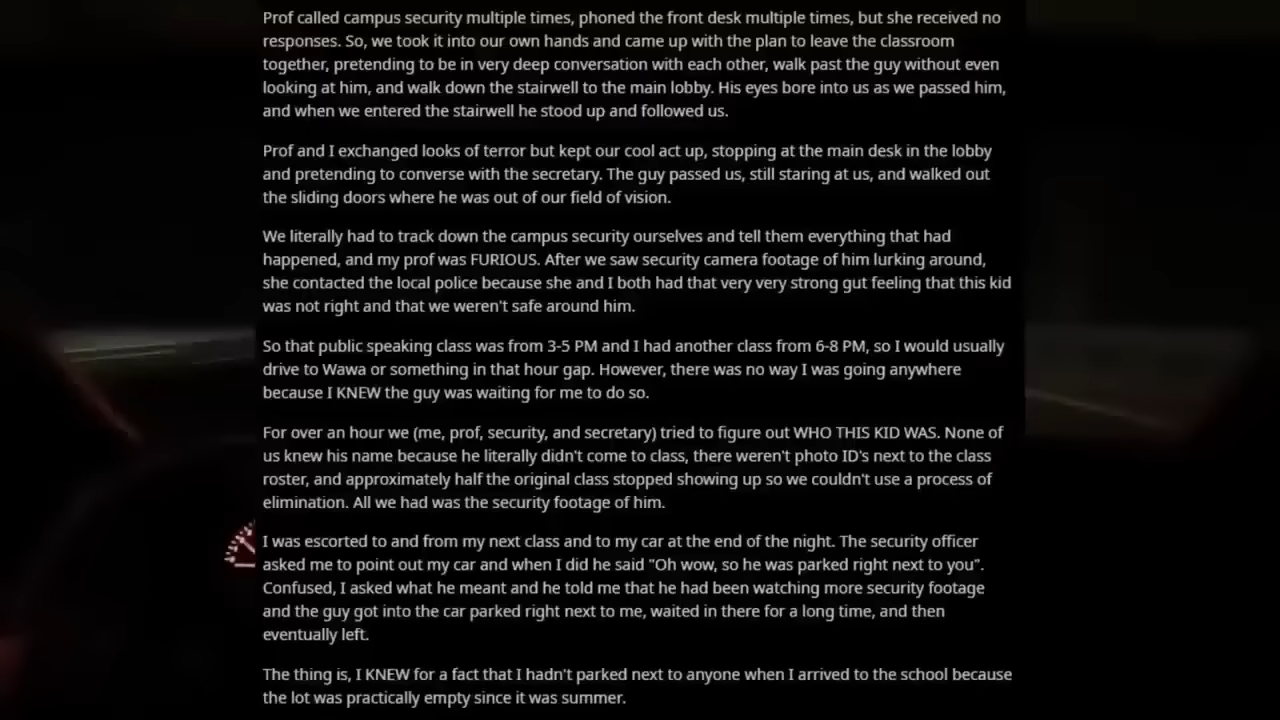 Prof called campus security multiple times, phoned the front desk multiple times, but she received no
responses. So, we took it into our own hands and came up with the plan to leave the classroom
together, pretending to be in very deep conversation with each other, walk past the guy without even
looking at him, and walk down the stairwell to the main lobby. His eyes bore into us as we passed him,
and when we entered the stairwell he stood up and followed us.
Prof and I exchanged looks of terror but kept our cool act up, stopping at the main desk in the lobby
and pretending to converse with the secretary. The guy passed us, still staring at us, and walked out
the sliding doors where he was out of our field of vision.
We literally had to track down the campus security ourselves and tell them everything that had
happened, and my prof was FURIOUS. After we saw security camera footage of him lurking around,
she contacted the local police because she and I both had that very very strong gut feeling that this kid
was not right and that we weren't safe around him.
So that public speaking class was from 3-5 PM and I had another class from 6-8 PM, so I would usually
drive to Wawa or something in that hour gap. However, there was no way I was going anywhere
because I KNEW the guy was waiting for me to do so.
For over an hour we (me, prof, security, and secretary) tried to figure out WHO THIS KID WAS. None of
us knew his name because he literally didn't come to class, there weren't photo ID's next to the class
roster, and approximately half the original class stopped showing up so we couldn't use a process of
elimination. All we had was the security footage of him.
I was escorted to and from my next class and to my car at the end of the night. The security officer
asked me to point out my car and when I did he said "Oh wow, so he was parked right next to you".
Confused, I asked what he meant and he told me that he had been watching more security footage
and the guy got into the car parked right next to me, waited in there for a long time, and then
eventually left.
The thing is, I KNEW for a fact that I hadn't parked next to anyone when I arrived to the school because
the lot was practically empty since it was summer.